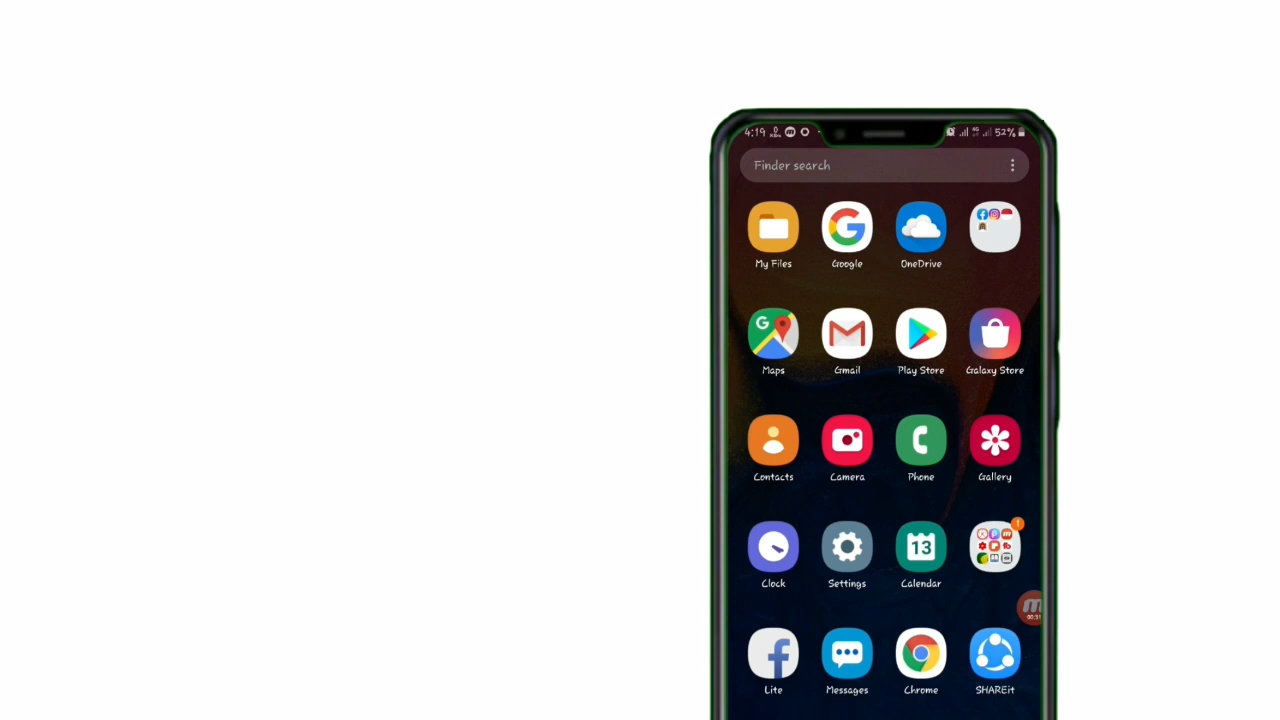 4:19 52%
Finder search
My Files Google OneDrive
Maps Gmail Play Store Galaxy Store
Contacts Camera Phone Gallery
13
Clock Settings Calendar
Lite Messages Chrome SHAREit